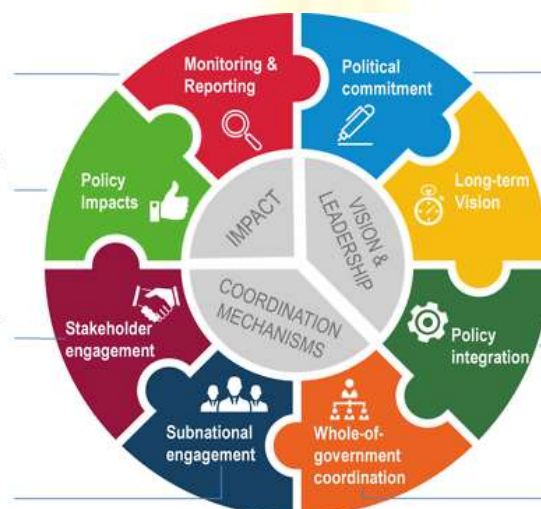 Monitoring &
Reporting
Political
commitment
Policy
Impacts
Long-term
Vision
IMPACT
VISION &
LEADERSHIP
COORDINATION
MECHANISMS
Stakeholder
engagement
Policy
integration
Subnational
engagement
Whole-of-
government
coordination